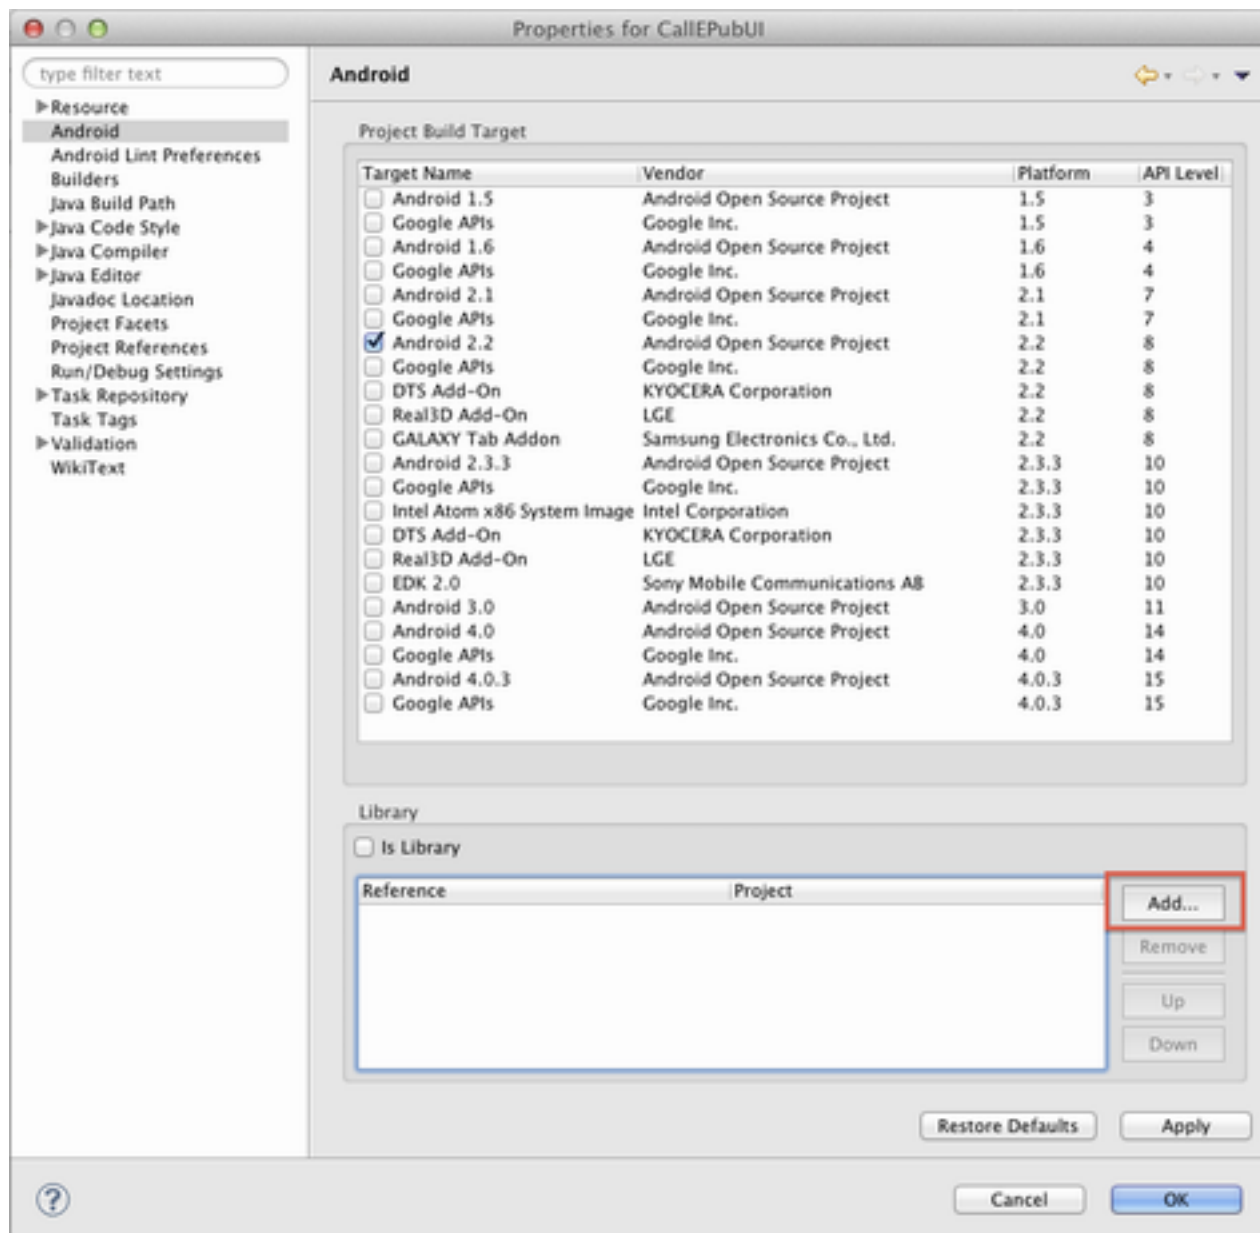 Properties for CallEPubUI
type filter text
Resource
Android
Android Lint Preferences
Builders
Java Build Path
Java Code Style
Java Compiler
Java Editor
Javadoc Location
Project Facets
Project References
Run/Debug Settings
Task Repository
Task Tags
Validation
WikiText
Android
Project Build Target
Target Name Vendor Platform API Level
Android 1.5 Android Open Source Project 1.5 3
Google APIs Google Inc. 1.5 3
Android 1.6 Android Open Source Project 1.6 4
Google APIs Google Inc. 1.6 4
Android 2.1 Android Open Source Project 2.1 7
Google APIs Google Inc. 2.1 7
Android 2.2 Android Open Source Project 2.2 8
Google APIs Google Inc. 2.2 8
DTS Add-On KYOCERA Corporation 2.2 8
Real3D Add-On LGE 2.2 8
GALAXY Tab Addon Samsung Electronics Co., Ltd. 2.2 8
Android 2.3.3 Android Open Source Project 2.3.3 10
Google APIs Google Inc. 2.3.3 10
Intel Atom x86 System Image Intel Corporation 2.3.3 10
DTS Add-On KYOCERA Corporation 2.3.3 10
Real3D Add-On LGE 2.3.3 10
EDK 2.0 Sony Mobile Communications AB 2.3.3 10
Android 3.0 Android Open Source Project 3.0 11
Android 4.0 Android Open Source Project 4.0 14
Google APIs Google Inc. 4.0 14
Android 4.0.3 Android Open Source Project 4.0.3 15
Google APIs Google Inc. 4.0.3 15
Library
Is Library
Reference Project
Add...
Remove
Up
Down
Restore Defaults Apply
? Cancel OK